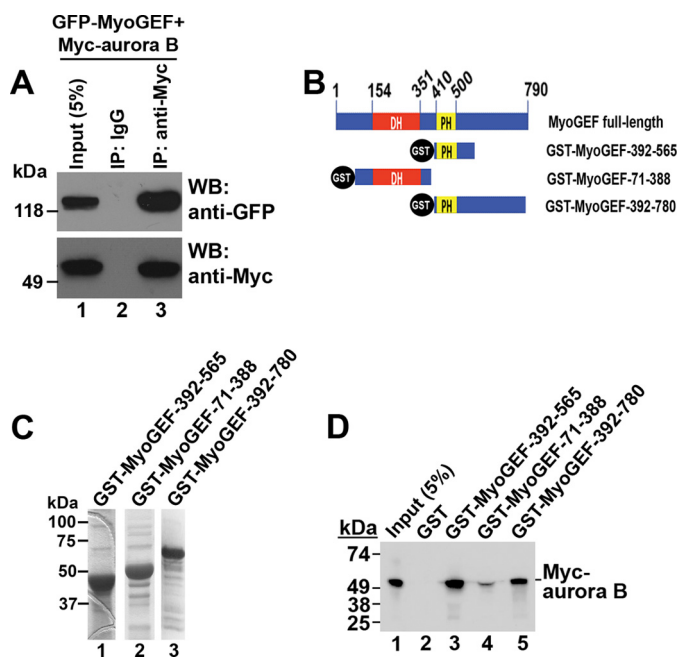 GFP-MyoGEF+
Myc-aurora B
A
Input (5%)
IP: IgG
IP: anti-Myc
kDa
118
WB:
anti-GFP
49
WB:
anti-Myc
1 2 3
B
1 154 351 410 500 790
DH PH MyoGEF full-length
GST PH GST-MyoGEF-392-565
GST DH GST-MyoGEF-71-388
GST PH GST-MyoGEF-392-780
C
GST-MyoGEF-392-565
GST-MyoGEF-71-388
GST-MyoGEF-392-780
kDa
100
75
50
37
1 2 3
D
Input (5%)
GST
GST-MyoGEF-392-565
GST-MyoGEF-71-388
GST-MyoGEF-392-780
kDa
74
49
38
25
Myc-
aurora B
1 2 3 4 5